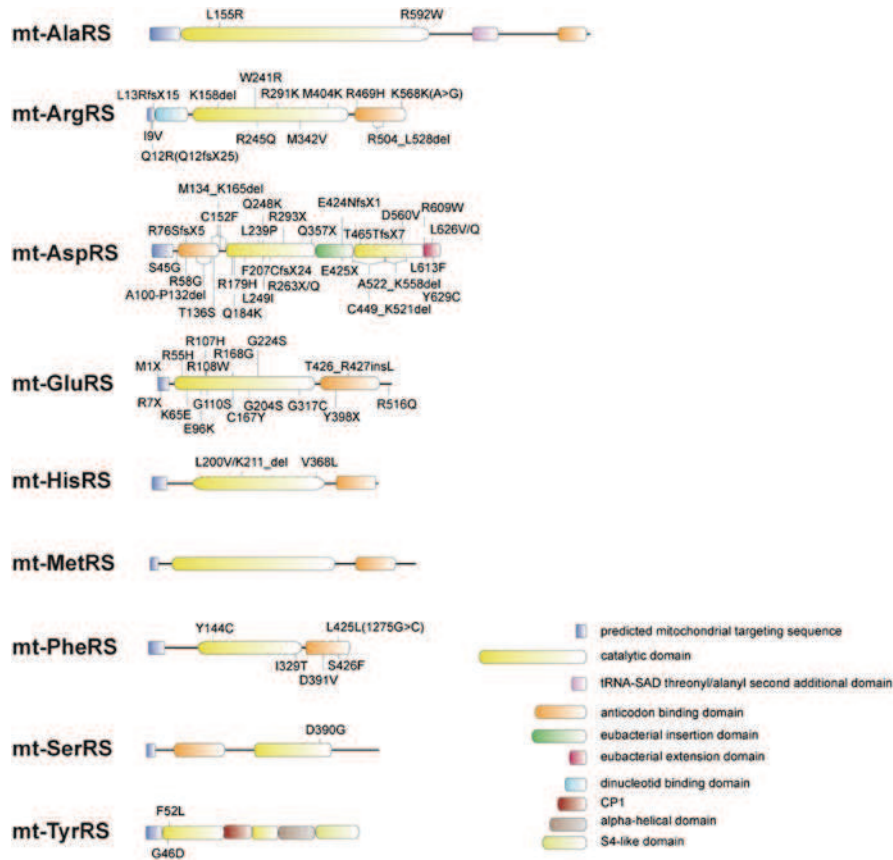 L155R R592W
mt-AlaRS
W241R
L13RfsX15 K158del R291K M404K R469H K568K(A>G)
mt-ArgRS
I9V R245Q M342V R504_L528del
Q12R(Q12fsX25)
M134_K165del
Q248K E424NfsX1
C152F R293X D560V R609W
R76SfsX5 L239P Q357X T465TfsX7 L626V/Q
mt-AspRS
S45G F207CfsX24 E425X L613F
R58G R179H R263X/Q A522_K558del
A100-P132del L249I Y629C
T136S Q184K C449_K521del
R107H G224S
R55H R168G
M1X R108W T426_R427insL
mt-GluRS
R7X G110S G204S G317C R516Q
K65E C167Y Y398X
E96K
L200V/K211_del V368L
mt-HisRS
mt-MetRS
Y144C L425L(1275G>C)
mt-PheRS
I329T S426F
D391V
D390G
mt-SerRS
F52L
mt-TyrRS
G46D
predicted mitochondrial targeting sequence
catalytic domain
tRNA-SAD threonyl/alanyl second additional domain
anticodon binding domain
eubacterial insertion domain
eubacterial extension domain
dinucleotid binding domain
CP1
alpha-helical domain
S4-like domain